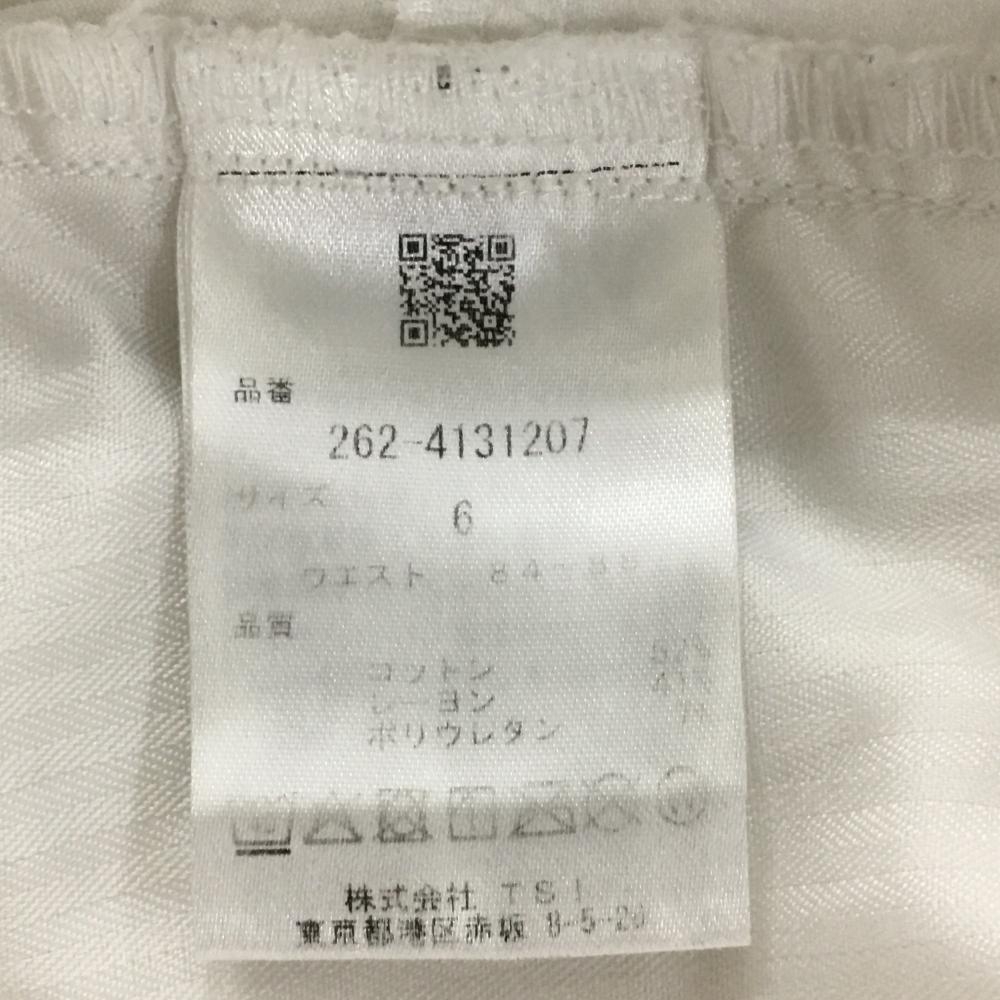 品番
262-4131207
サイズ
6
ウエスト
品質
コットン
レーヨン 41%
ポリウレタン
株式会社 TSI
東京都港区赤坂 8-5-2